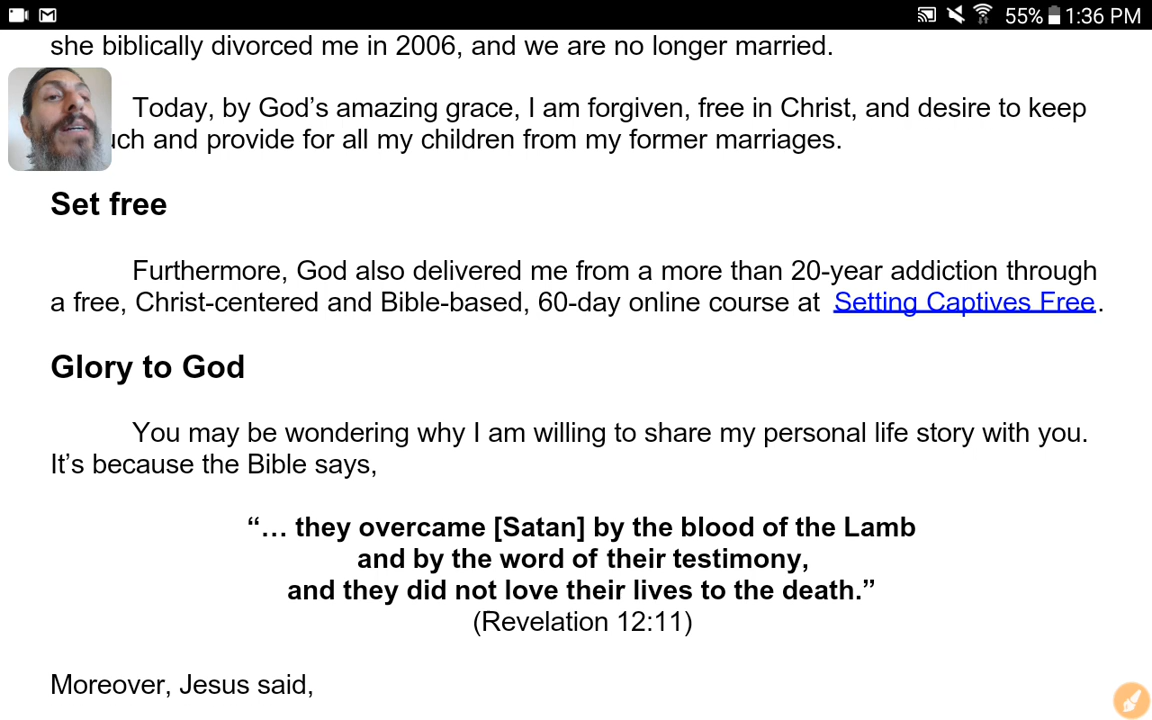 55% 1:36 PM
she biblically divorced me in 2006, and we are no longer married.
Today, by God’s amazing grace, I am forgiven, free in Christ, and desire to keep
ch and provide for all my children from my former marriages.
Set free
Furthermore, God also delivered me from a more than 20-year addiction through
a free, Christ-centered and Bible-based, 60-day online course at Setting Captives Free.
Glory to God
You may be wondering why I am willing to share my personal life story with you.
It’s because the Bible says,
“… they overcame [Satan] by the blood of the Lamb
and by the word of their testimony,
and they did not love their lives to the death.”
(Revelation 12:11)
Moreover, Jesus said,